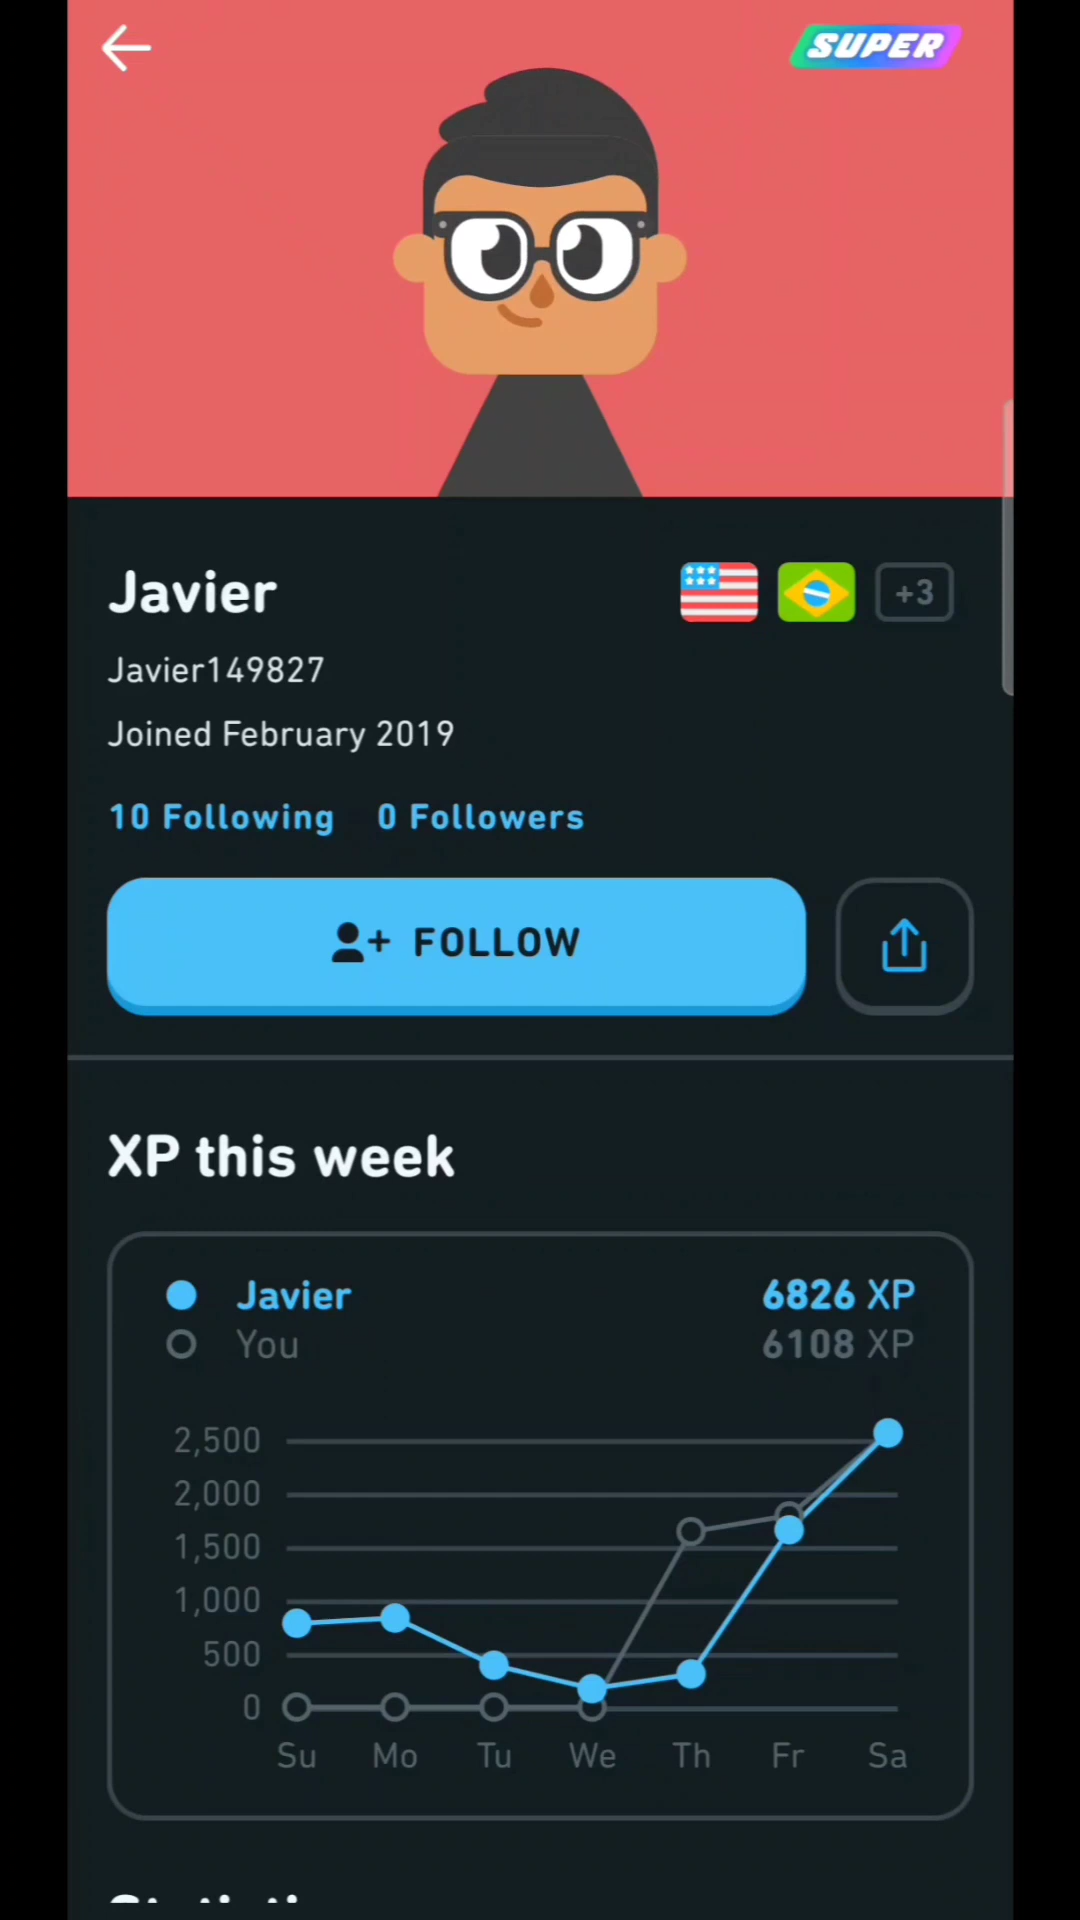 SUPER
Javier
+3
Javier149827
Joined February 2019
10 Following 0 Followers
FOLLOW
XP this week
Javier 6826 XP
You 6108 XP
2,500
2,000
1,500
1,000
500
0
Su Mo Tu We Th Fr Sa